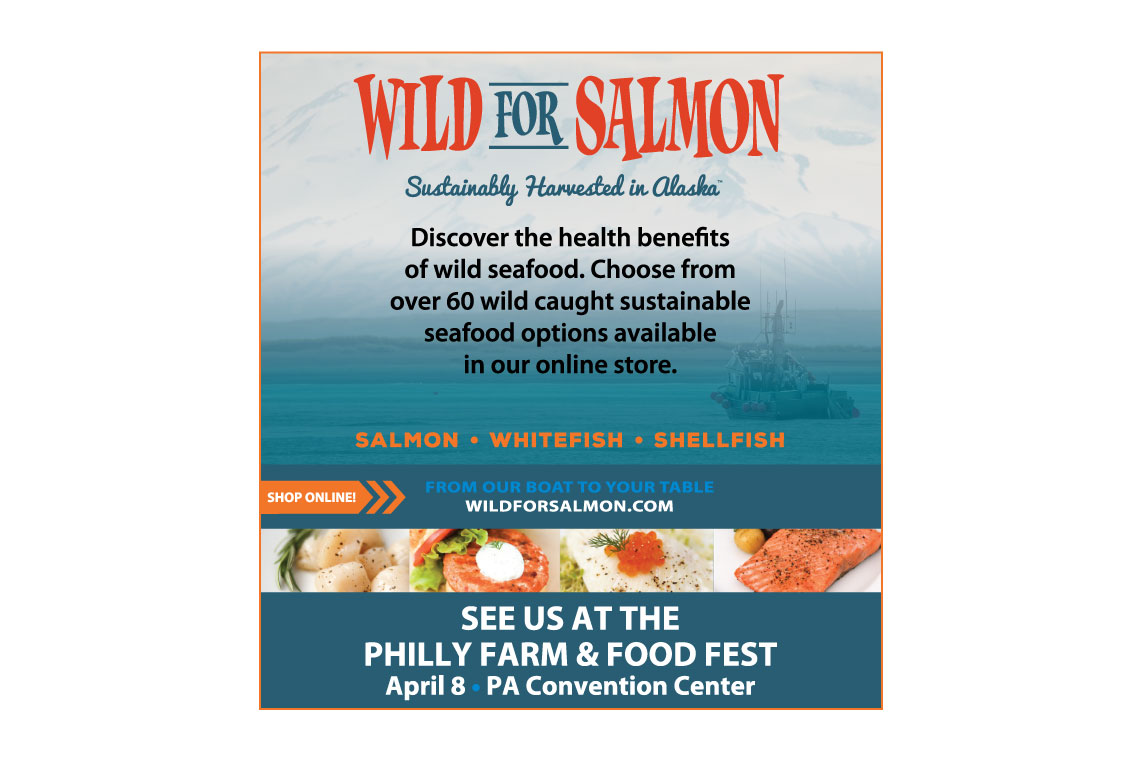 WILD FOR SALMON
Sustainably Harvested in Alaska™
Discover the health benefits
of wild seafood. Choose from
over 60 wild caught sustainable
seafood options available
in our online store.
SALMON • WHITEFISH • SHELLFISH
SHOP ONLINE!
FROM OUR BOAT TO YOUR TABLE
WILDFORSALMON.COM
SEE US AT THE
PHILLY FARM & FOOD FEST
April 8 • PA Convention Center